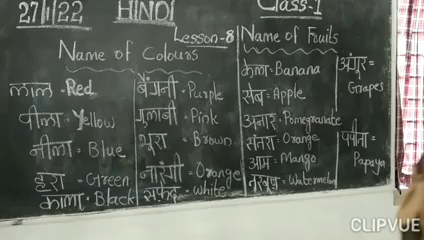 27/1/22 HINDI Class-1
Lesson-8
Name of Colours
लाल - Red
पीला - Yellow
नीला - Blue
हरा - Green
काला - Black
बैंगनी - Purple
गुलाबी - Pink
भूरा - Brown
नारंगी - Orange
सफ़ेद - White
Name of Fruits
केला - Banana
सेब - Apple
अनार - Pomegranate
संतरा - Orange
आम - Mango
तरबूज - Watermelon
अंगूर =
Grapes
पपीता =
Papaya
CLIPVUE